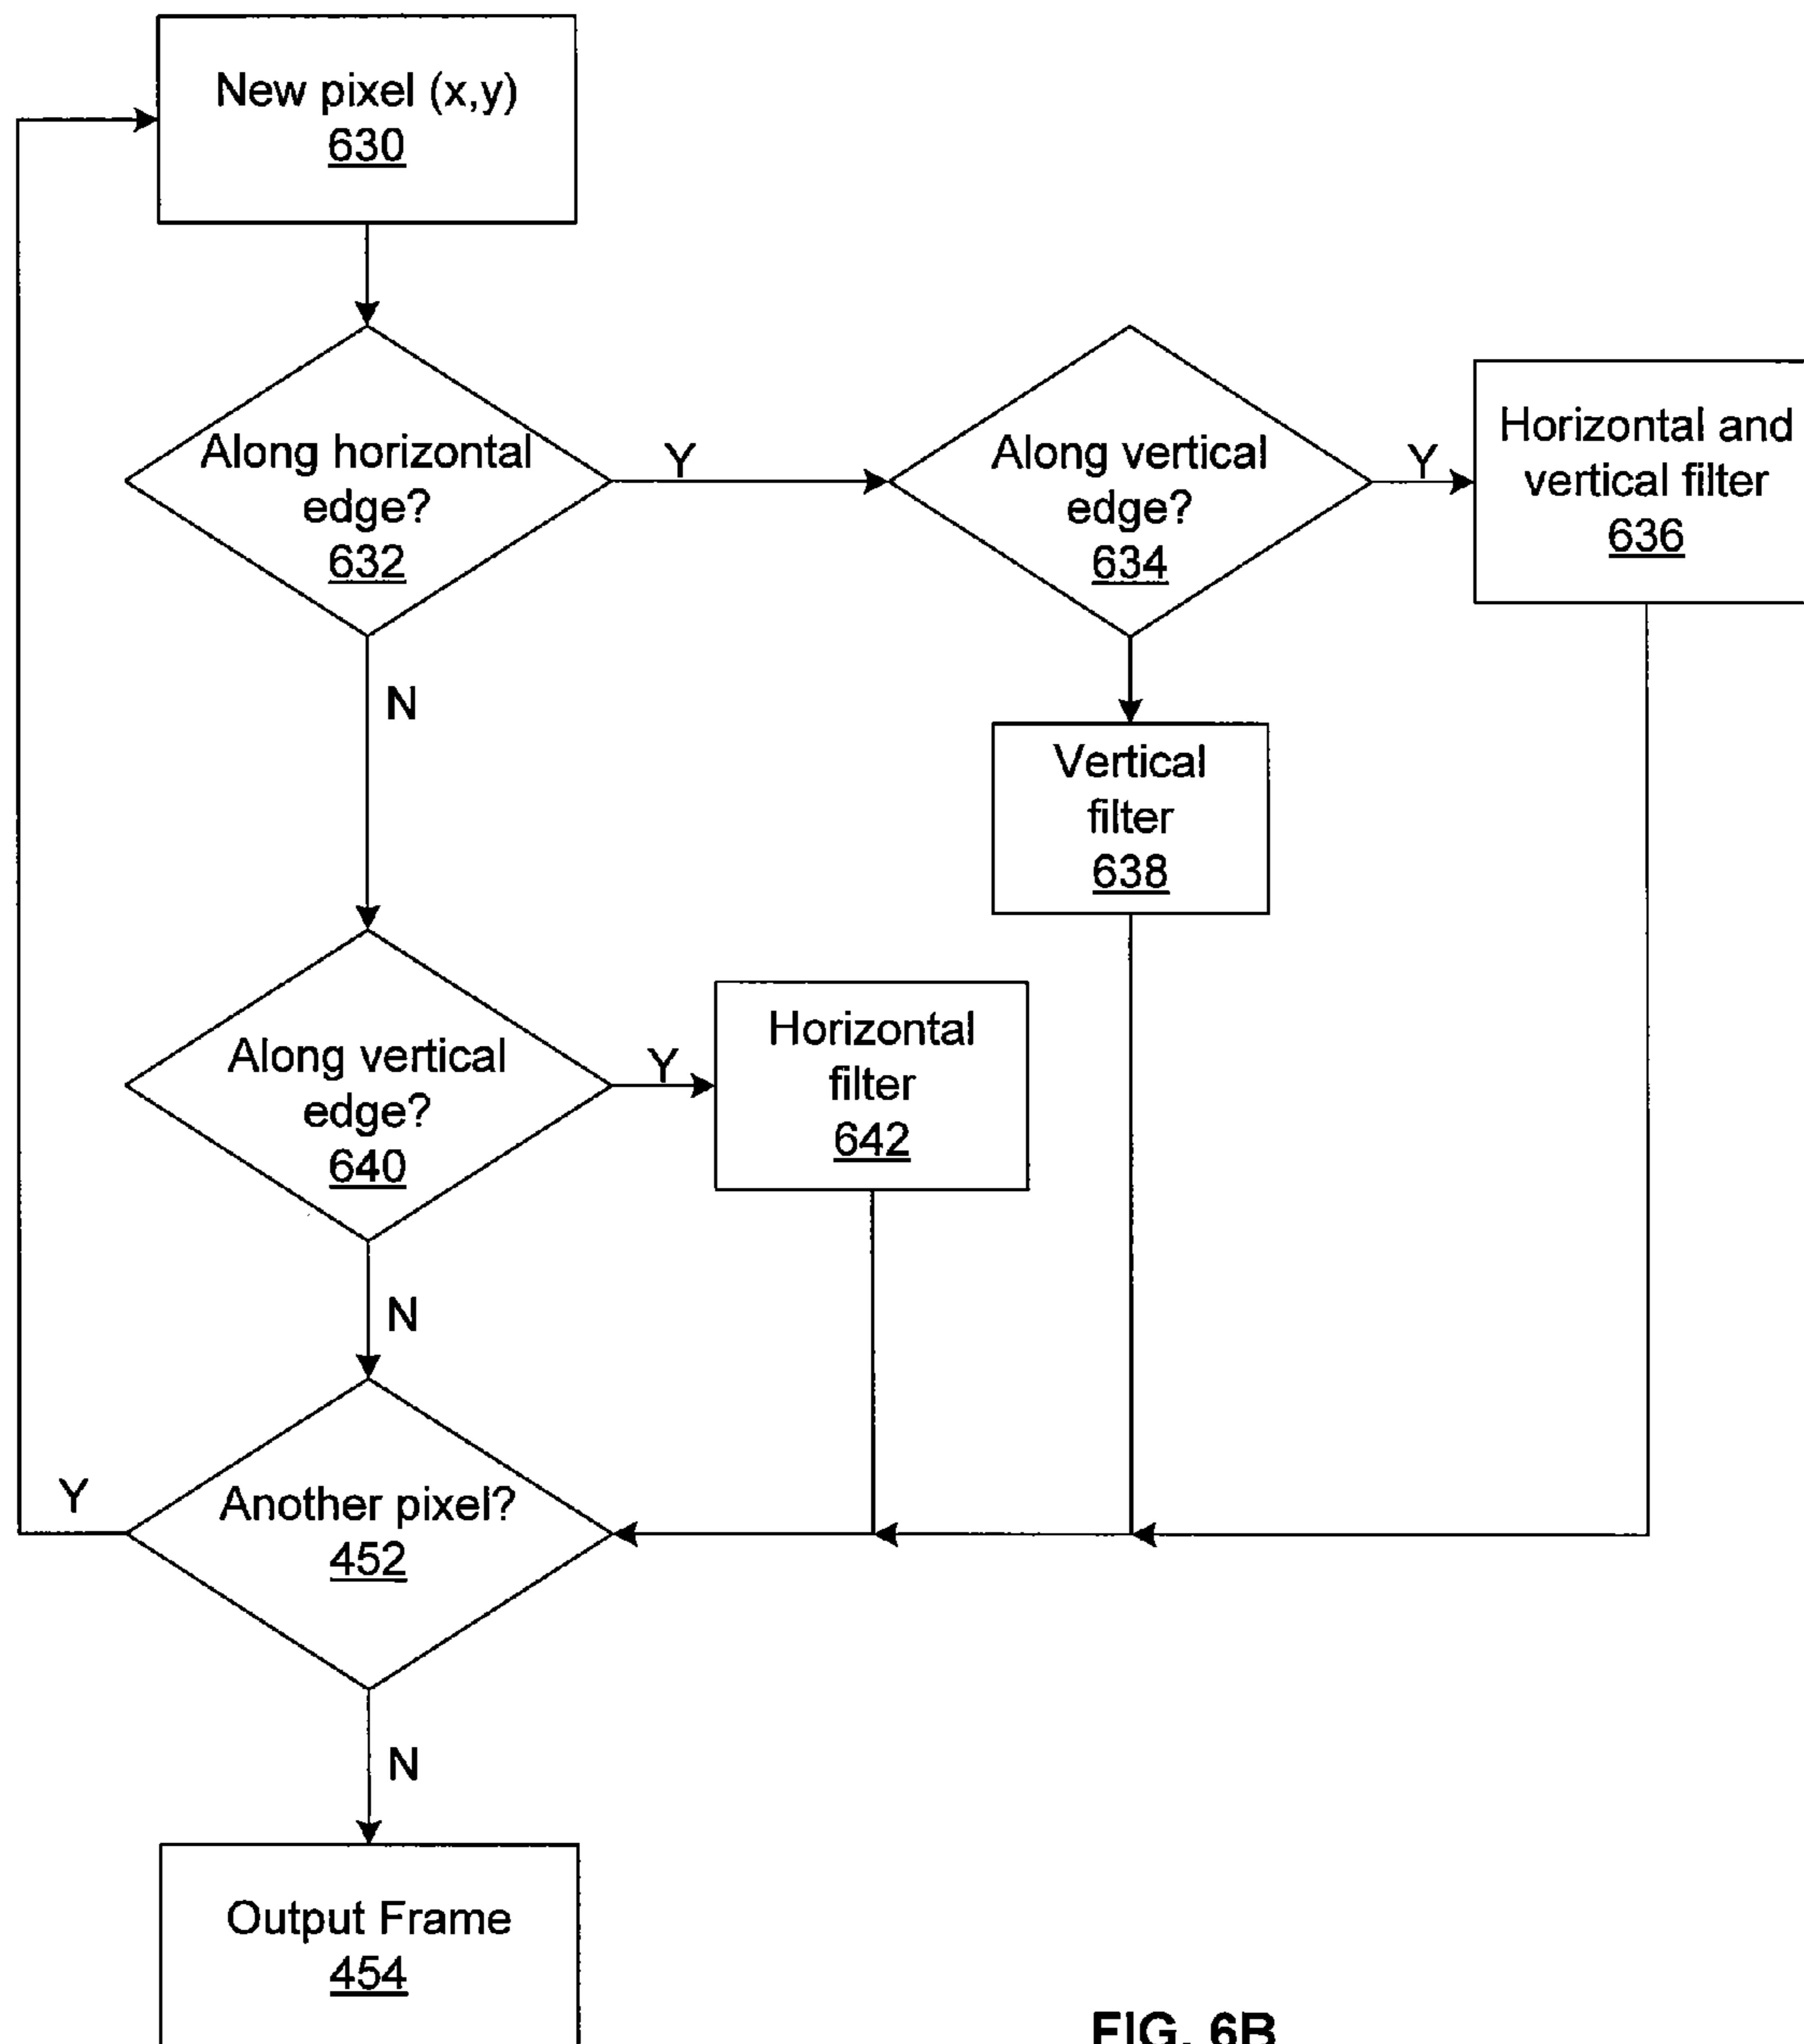 New pixel (x,y)
630
Along horizontal
edge?
632
Y
Along vertical
edge?
634
Y
Horizontal and
vertical filter
636
N
Vertical
filter
638
Along vertical
edge?
640
Y
Horizontal
filter
642
N
Y
Another pixel?
452
N
Output Frame
454
FIG. 6B